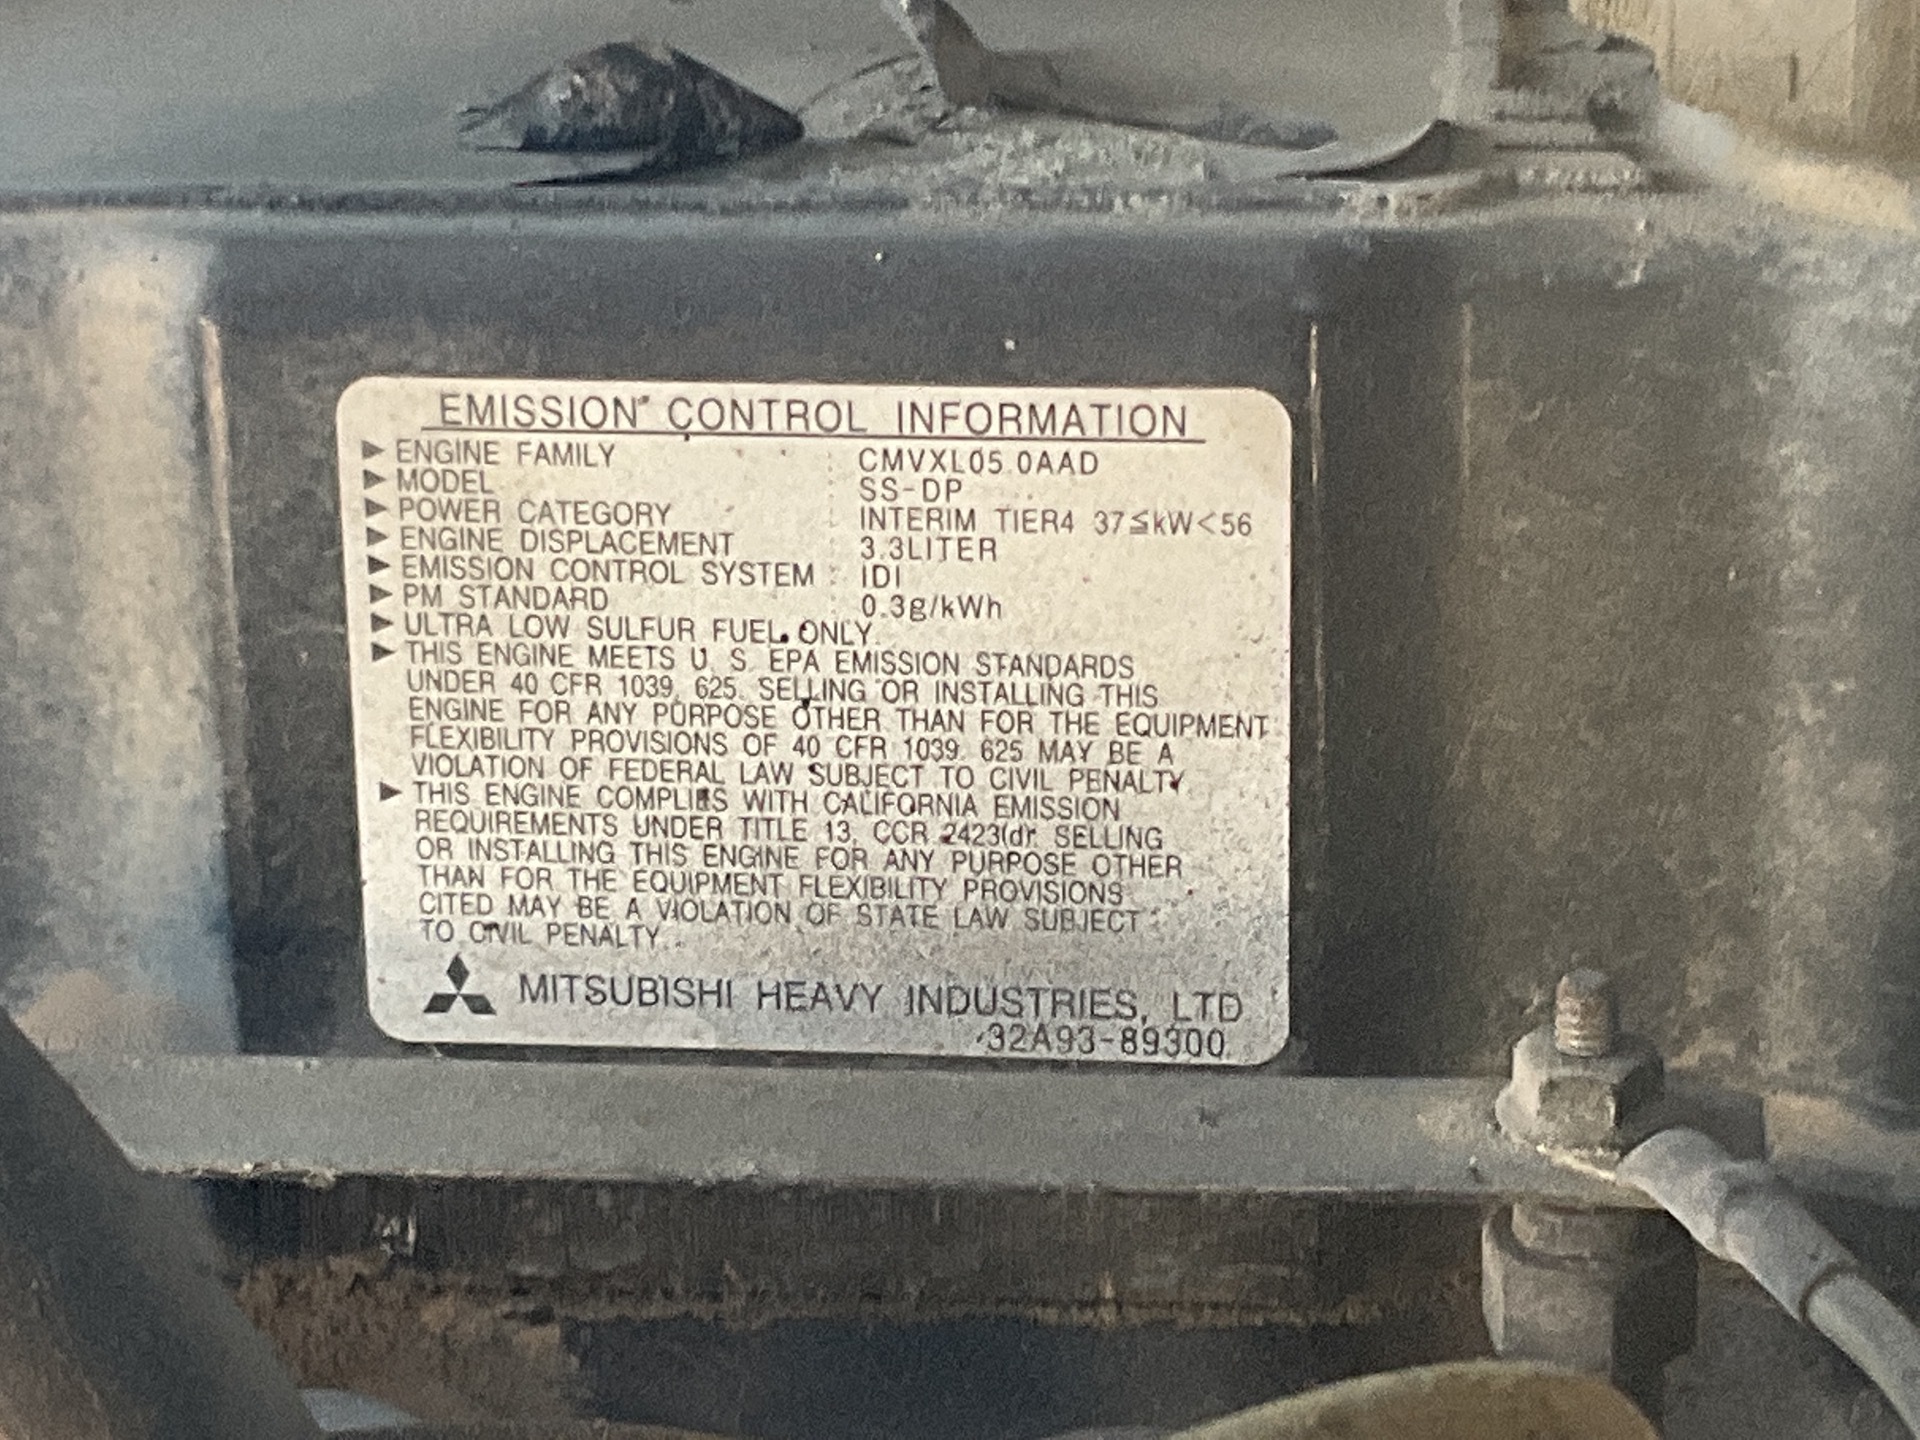 EMISSION CONTROL INFORMATION
▶ ENGINE FAMILY : CMVXL05.0AAD
▶ MODEL : SS-DP
▶ POWER CATEGORY : INTERIM TIER4 37≦kW<56
▶ ENGINE DISPLACEMENT : 3.3LITER
▶ EMISSION CONTROL SYSTEM : IDI
▶ PM STANDARD : 0.3g/kWh
▶ ULTRA LOW SULFUR FUEL ONLY.
▶ THIS ENGINE MEETS U. S. EPA EMISSION STANDARDS
UNDER 40 CFR 1039. 625. SELLING OR INSTALLING THIS
ENGINE FOR ANY PURPOSE OTHER THAN FOR THE EQUIPMENT
FLEXIBILITY PROVISIONS OF 40 CFR 1039. 625 MAY BE A
VIOLATION OF FEDERAL LAW SUBJECT TO CIVIL PENALTY.
▶ THIS ENGINE COMPLIES WITH CALIFORNIA EMISSION
REQUIREMENTS UNDER TITLE 13, CCR 2423(d). SELLING
OR INSTALLING THIS ENGINE FOR ANY PURPOSE OTHER
THAN FOR THE EQUIPMENT FLEXIBILITY PROVISIONS
CITED MAY BE A VIOLATION OF STATE LAW SUBJECT
TO CIVIL PENALTY.
MITSUBISHI HEAVY INDUSTRIES, LTD
32A93-89300